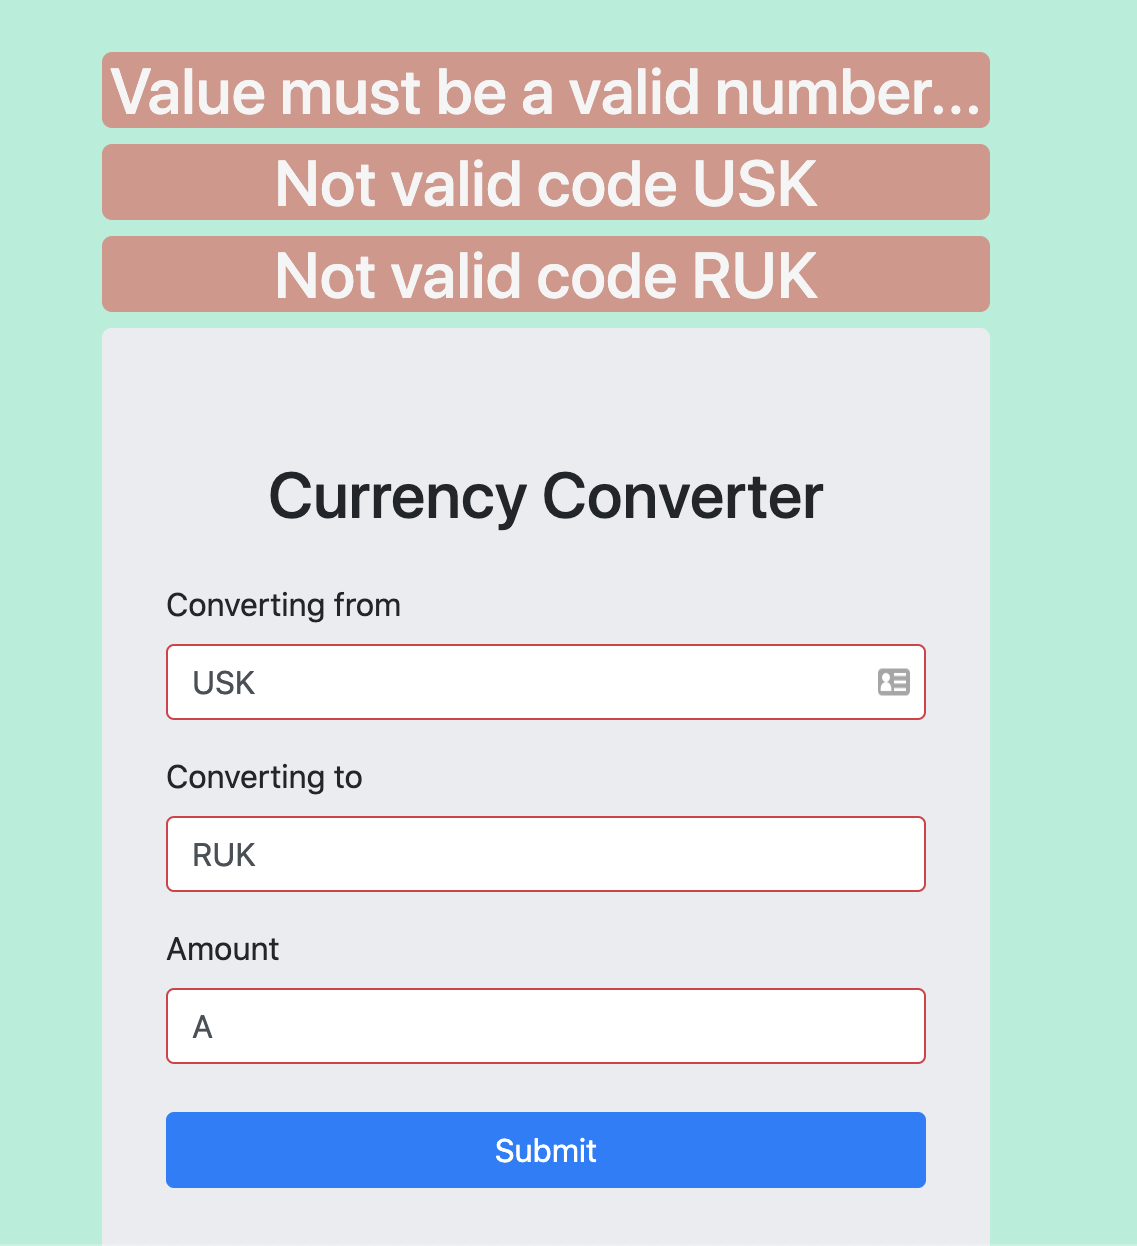 Value must be a valid number...
Not valid code USK
Not valid code RUK
Currency Converter
Converting from
USK
Converting to
RUK
Amount
A
Submit